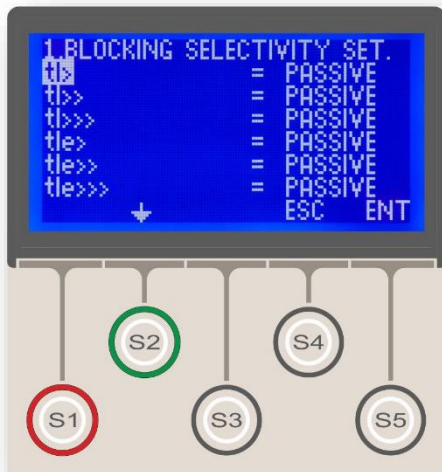 1.BLOCKING SELECTIVITY SET.
tI> = PASSIVE
tI>> = PASSIVE
tI>>> = PASSIVE
tIe> = PASSIVE
tIe>> = PASSIVE
tIe>>> = PASSIVE
ESC ENT
S2 S4
S1 S3 S5